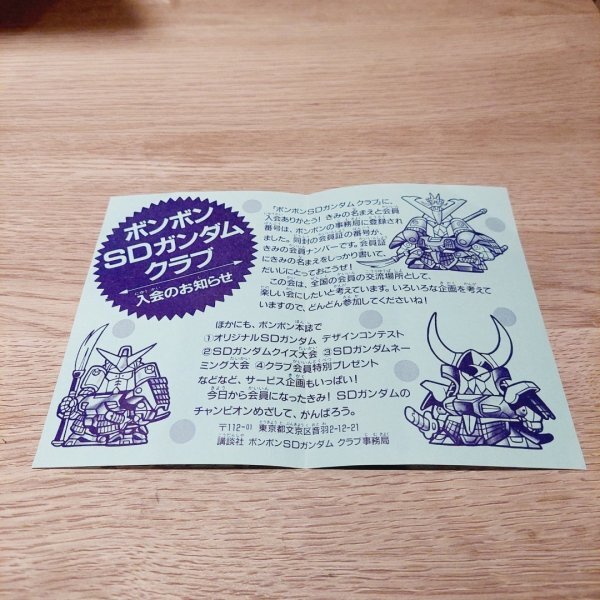 ボンボン
SDガンダム
クラブ
入会のお知らせ
「ボンボンSDガンダム クラブ」に、
入会ありがとう！ きみの名まえと会員
番号は、ボンボンの事務局に登録され
ました。同封の会員証の番号が、
きみの会員ナンバーです。会員証
にきみの名まえをしっかり書いて、
だいじにとっておこうぜ！
この会は、全国の会員の交流場所として、
楽しい会にしたいと考えています。いろいろな企画を考えて
いますので、どんどん参加してくださいね！
ほかにも、ボンボン本誌で
①オリジナルSDガンダム デザインコンテスト
②SDガンダムクイズ大会 ③SDガンダムネー
ミング大会 ④クラブ会員特別プレゼント
などなど、サービス企画もいっぱい！
今日から会員になったきみ！ SDガンダムの
チャンピオンめざして、がんばろう。
〒112-01 東京都文京区音羽2-12-21
講談社 ボンボンSDガンダム クラブ事務局